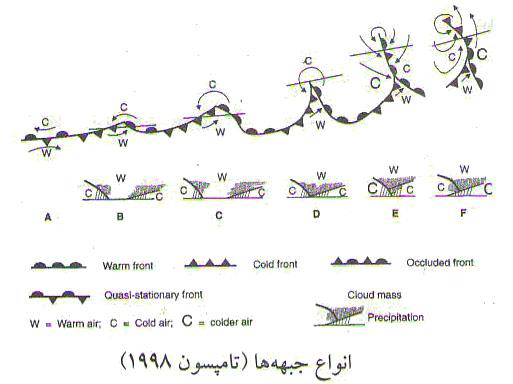 C C C C C C C C
W W W W W W
W W W W W
C C C C C C C C C C
A B C D E F
Warm front Cold front Occluded front
Quasi-stationary front Cloud mass
W = Warm air; C = Cold air; C = colder air Precipitation
انواع جبهه‌ها (تامپسون ۱۹۹۸)